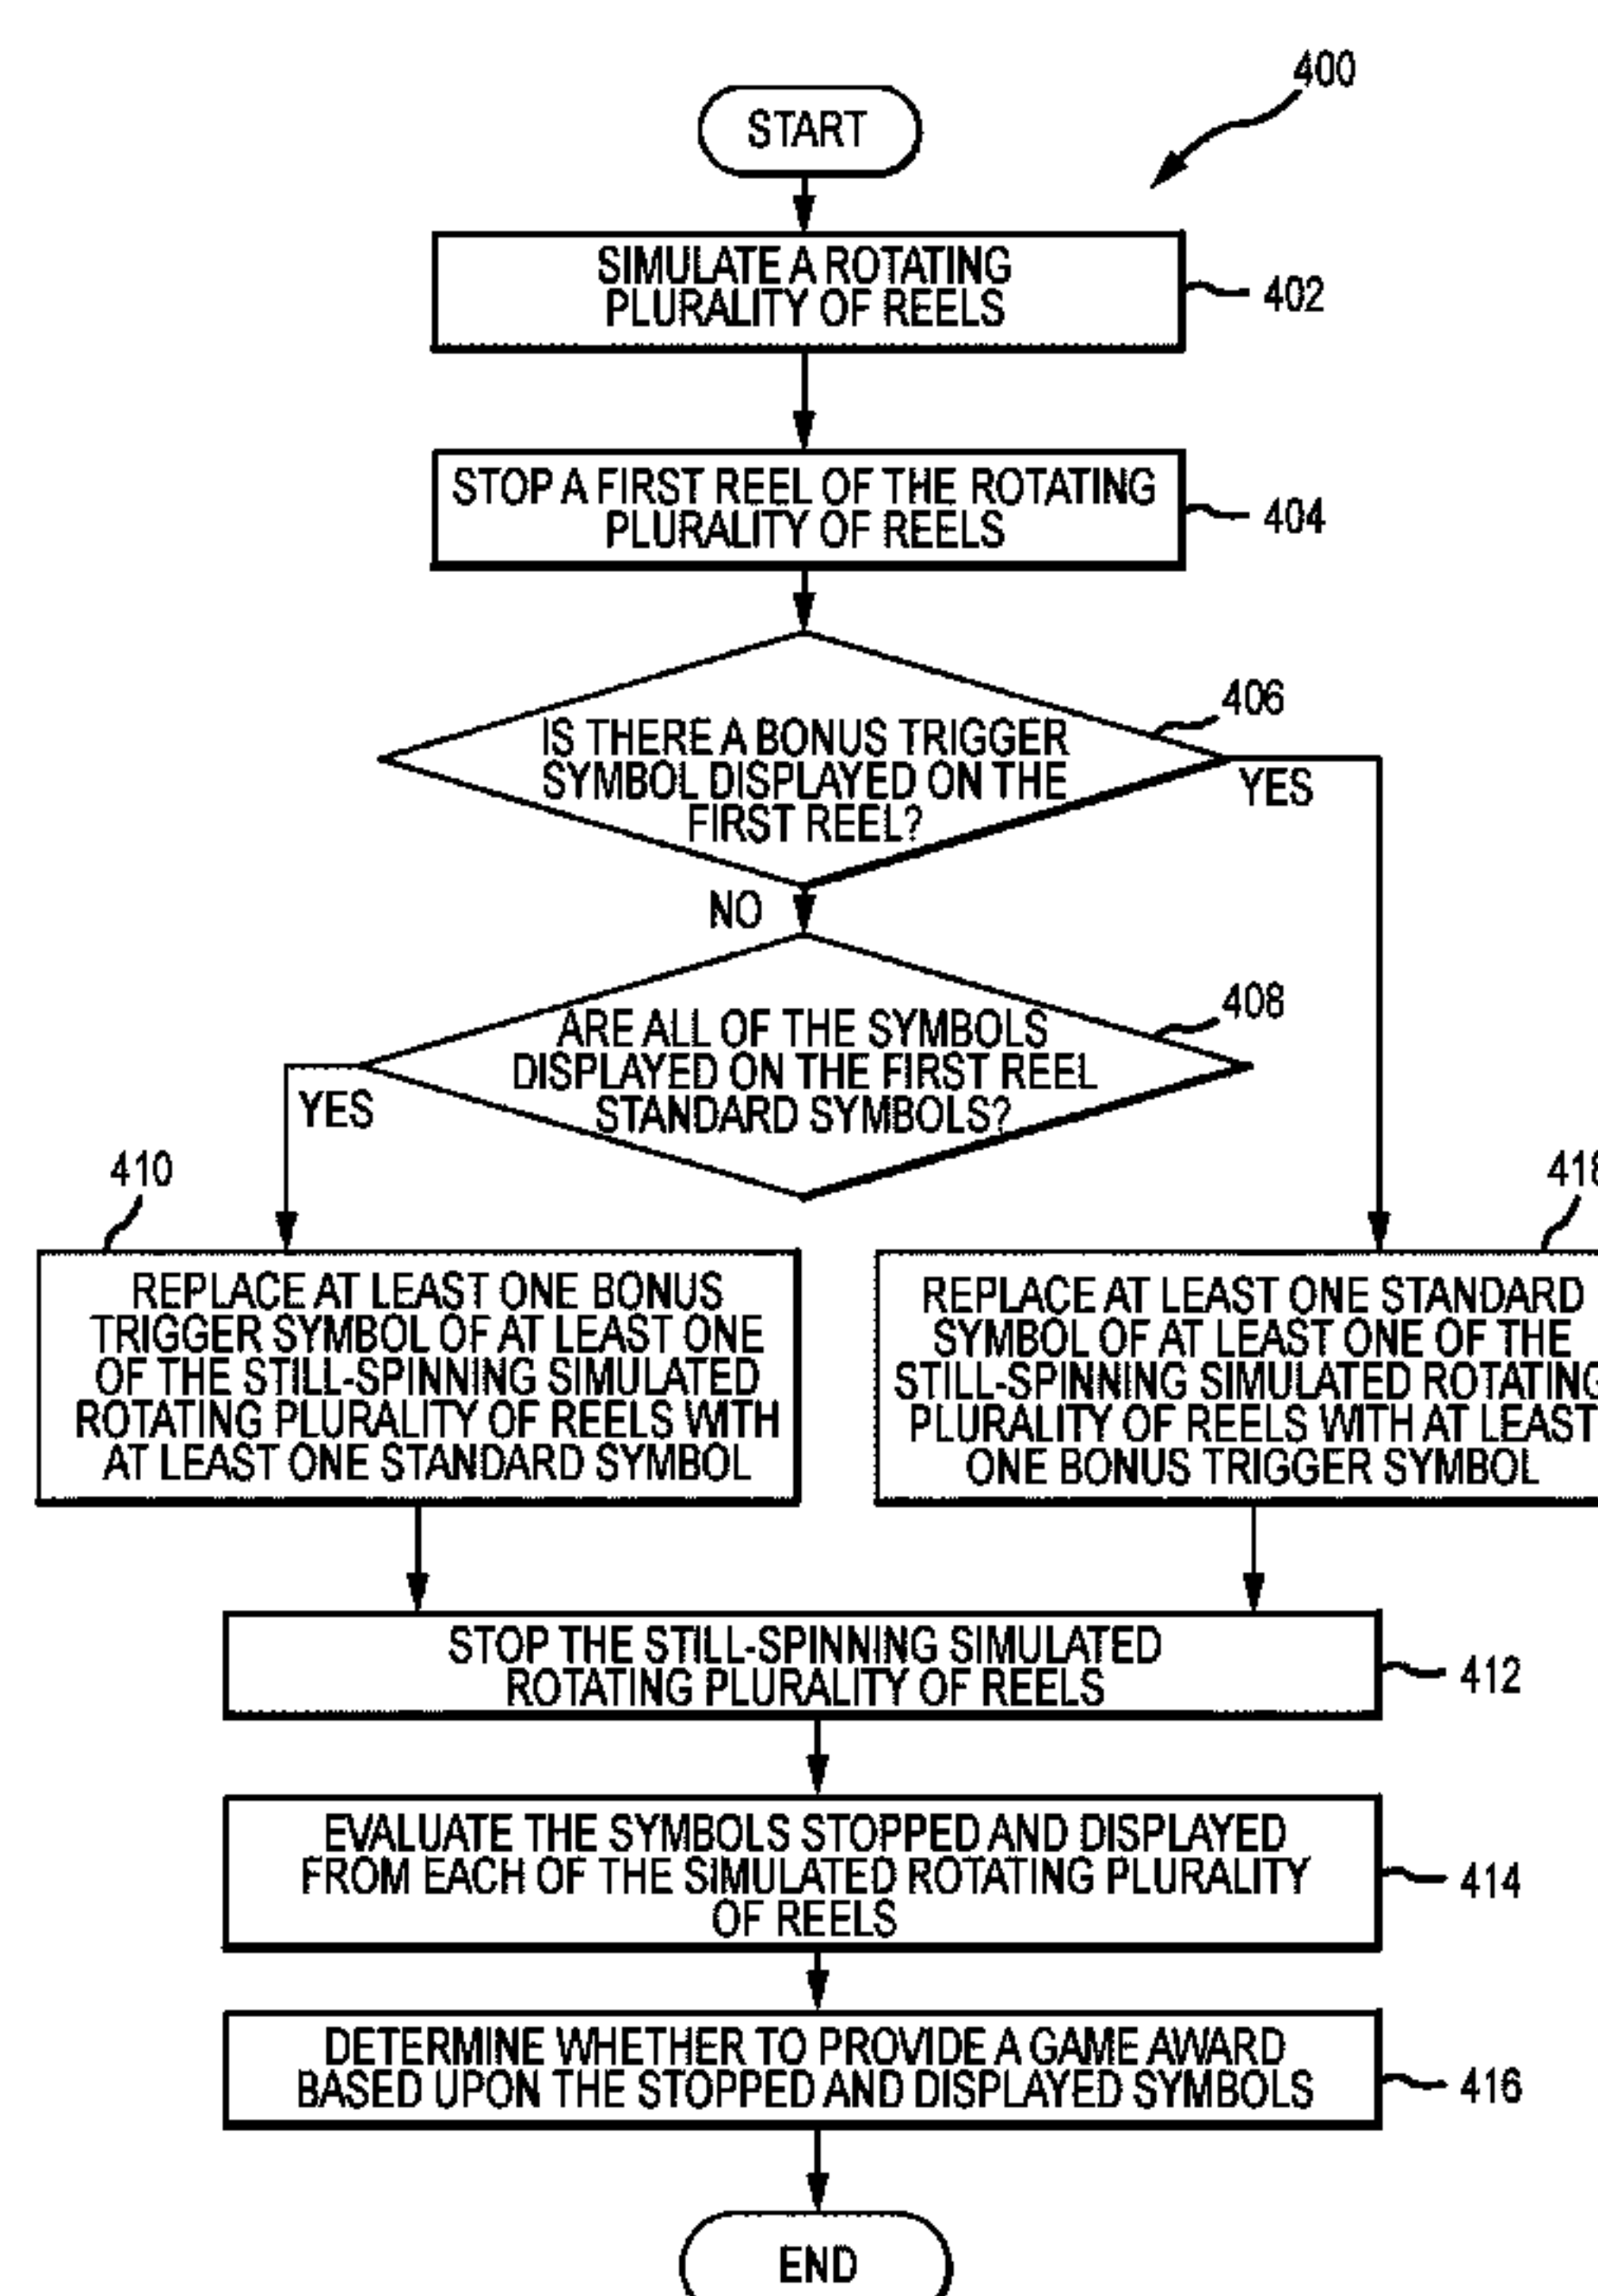 400
START
SIMULATE A ROTATING
PLURALITY OF REELS
402
STOP A FIRST REEL OF THE ROTATING
PLURALITY OF REELS
404
406
IS THERE A BONUS TRIGGER
SYMBOL DISPLAYED ON THE
FIRST REEL?
YES
NO
408
ARE ALL OF THE SYMBOLS
DISPLAYED ON THE FIRST REEL
STANDARD SYMBOLS?
YES
410
REPLACE AT LEAST ONE BONUS
TRIGGER SYMBOL OF AT LEAST ONE
OF THE STILL-SPINNING SIMULATED
ROTATING PLURALITY OF REELS WITH
AT LEAST ONE STANDARD SYMBOL
REPLACE AT LEAST ONE STANDARD
SYMBOL OF AT LEAST ONE OF THE
STILL-SPINNING SIMULATED ROTATING
PLURALITY OF REELS WITH AT LEAST
ONE BONUS TRIGGER SYMBOL
STOP THE STILL-SPINNING SIMULATED
ROTATING PLURALITY OF REELS
412
EVALUATE THE SYMBOLS STOPPED AND DISPLAYED
FROM EACH OF THE SIMULATED ROTATING PLURALITY
OF REELS
414
DETERMINE WHETHER TO PROVIDE A GAME AWARD
BASED UPON THE STOPPED AND DISPLAYED SYMBOLS
416
END